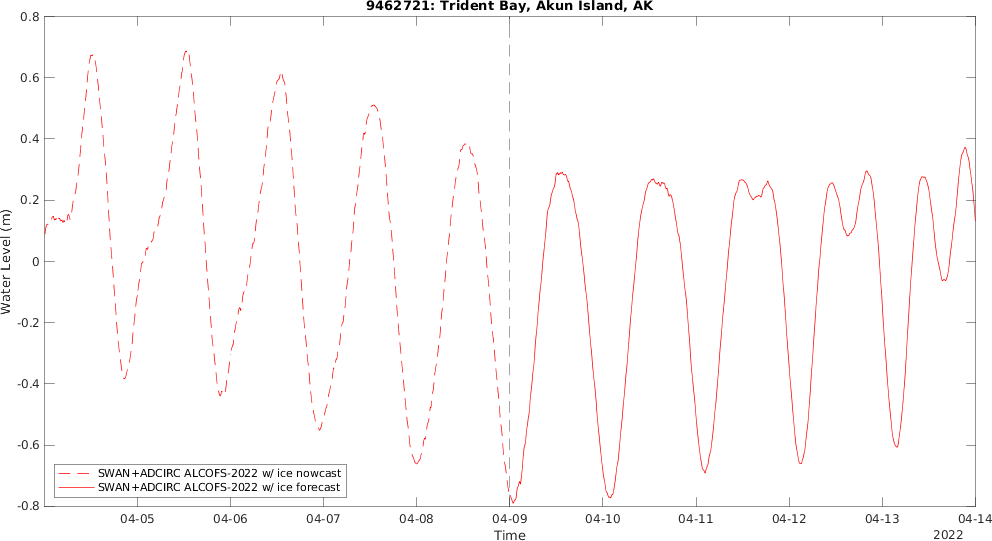 9462721: Trident Bay, Akun Island, AK
Water Level (m)
0.8
0.6
0.4
0.2
0
-0.2
-0.4
-0.6
-0.8
SWAN+ADCIRC ALCOFS-2022 w/ ice nowcast
SWAN+ADCIRC ALCOFS-2022 w/ ice forecast
04-05 04-06 04-07 04-08 04-09 04-10 04-11 04-12 04-13 04-14
Time
2022